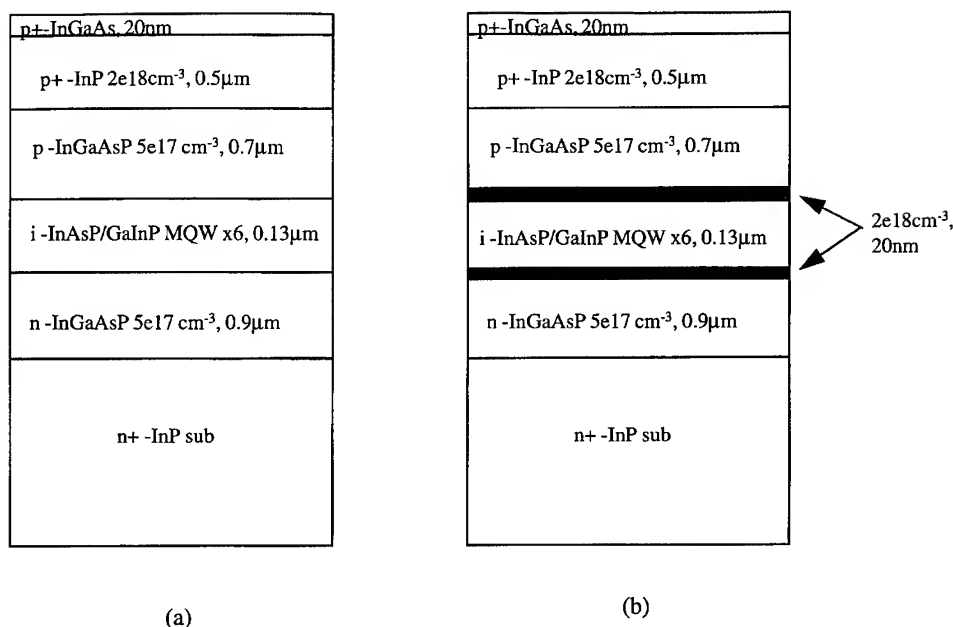 p+-InGaAs, 20nm
p+ -InP 2e18cm⁻³, 0.5μm
p -InGaAsP 5e17 cm⁻³, 0.7μm
i -InAsP/GaInP MQW x6, 0.13μm
n -InGaAsP 5e17 cm⁻³, 0.9μm
n+ -InP sub
(a)
p+-InGaAs, 20nm
p+ -InP 2e18cm⁻³, 0.5μm
p -InGaAsP 5e17 cm⁻³, 0.7μm
i -InAsP/GaInP MQW x6, 0.13μm
n -InGaAsP 5e17 cm⁻³, 0.9μm
n+ -InP sub
2e18cm⁻³,
20nm
(b)